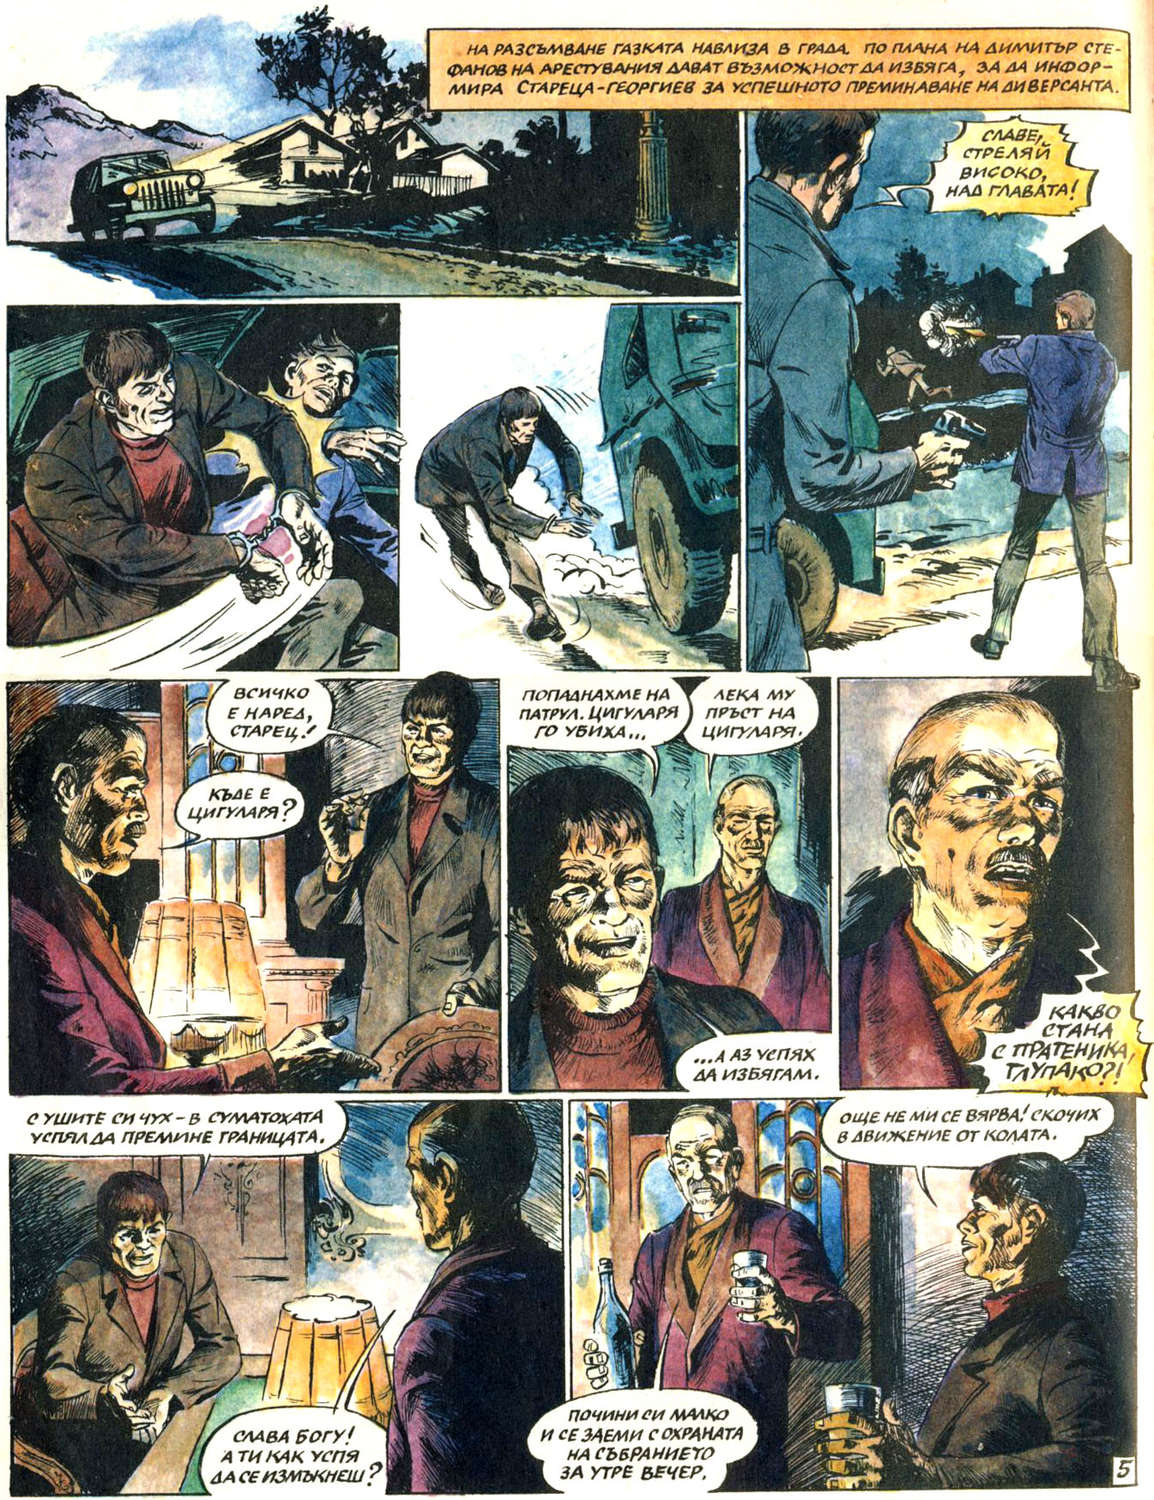 НА РАЗСЪМВАНЕ ГАЗКАТА НАБЛИЗА В ГРАДА. ПО ПЛАНА НА ДИМИТЪР СТЕ-
ФАНОВ НА АРЕСТУВАНИЯ ДАВАТ ВЪЗМОЖНОСТ ДА ИЗБЯГА, ЗА ДА ИНФОР-
МИРА СТАРЕЦА-ГЕОРГИЕВ ЗА УСПЕШНОТО ПРЕМИНАВАНЕ НА ДИВЕРСАНТА.
СЛАВЕ,
СТРЕЛЯЙ
ВИСОКО,
НАД ГЛАВАТА!
ВСИЧКО
Е НАРЕД,
СТАРЕЦ!
КЪДЕ Е
ЦИГУЛАРЯ?
ПОПАДНАХМЕ НА
ПАТРУЛ. ЦИГУЛАРЯ
ГО УБИХА...
ЛЕКА МУ
ПРЪСТ НА
ЦИГУЛАРЯ.
...А АЗ УСПЯХ
ДА ИЗБЯГАМ.
КАКВО
СТАНА
С ПРАТЕНИКА,
ГЛУПАКО?!
С УШИТЕ СИ ЧУХ - В СУМАТОХАТА
УСПЯЛ ДА ПРЕМИНЕ ГРАНИЦАТА.
СЛАВА БОГУ!
А ТИ КАК УСПЯ
ДА СЕ ИЗМЪКНЕШ?
ОЩЕ НЕ МИ СЕ ВЯРВА! СКОЧИХ
В ДВИЖЕНИЕ ОТ КОЛАТА.
ПОЧИНИ СИ МАЛКО
И СЕ ЗАЕМИ С ОХРАНАТА
НА СЪБРАНИЕТО
ЗА УТРЕ ВЕЧЕР.
5